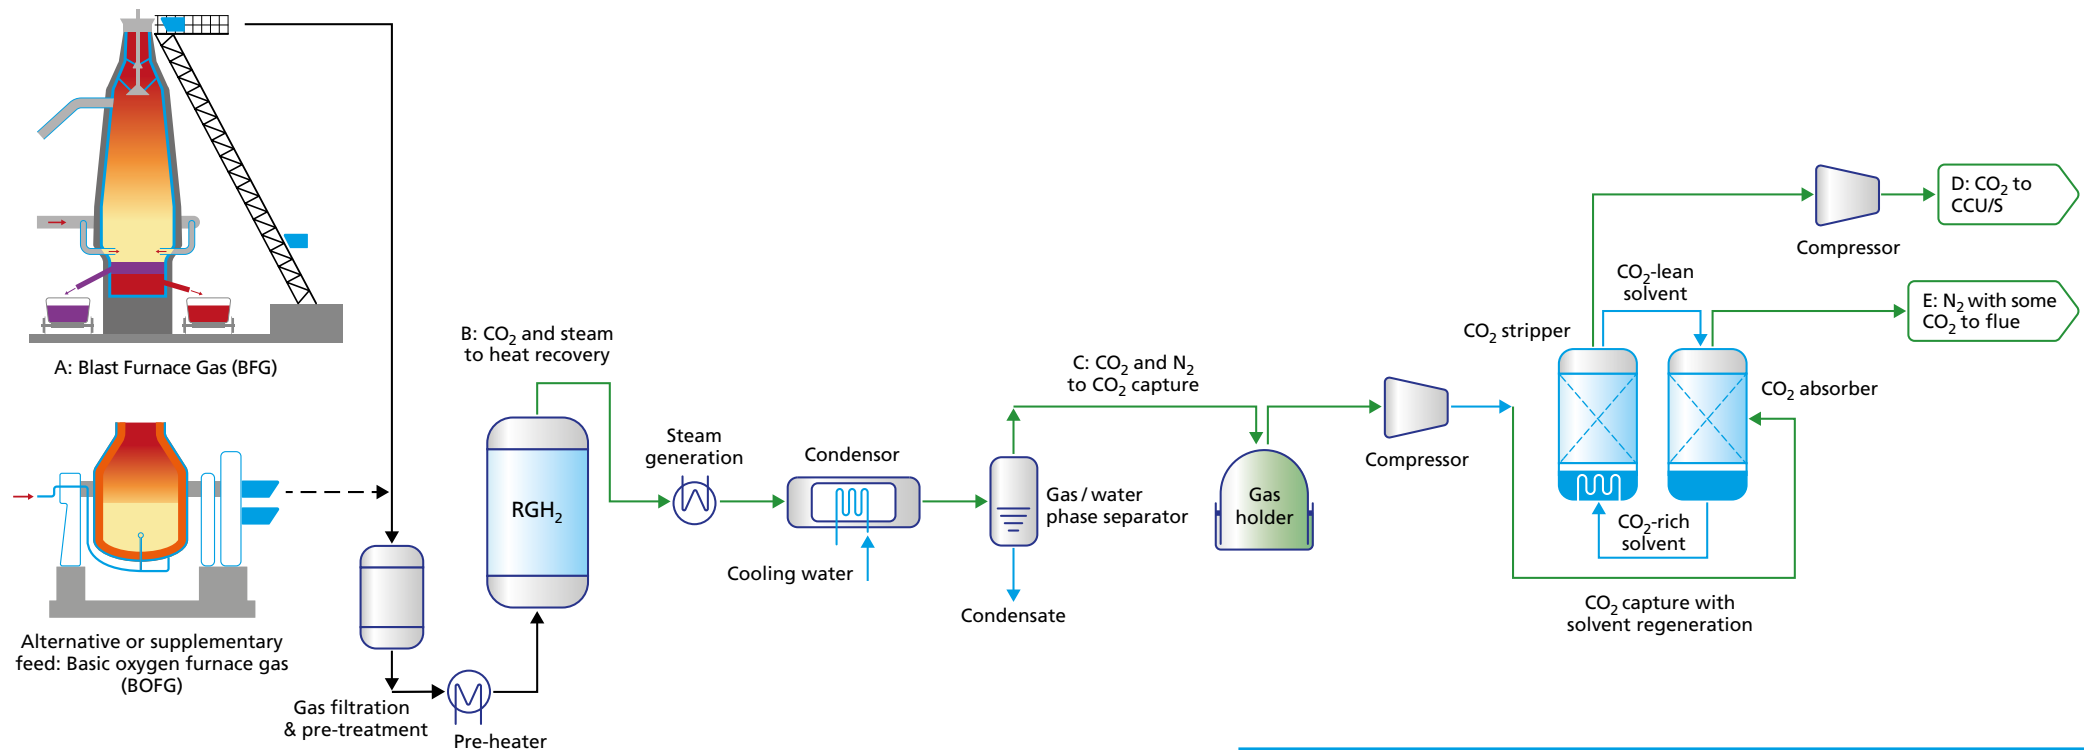 A: Blast Furnace Gas (BFG)
Alternative or supplementary
feed: Basic oxygen furnace gas
(BOFG)
Gas filtration
& pre-treatment
Pre-heater
B: CO₂ and steam
to heat recovery
RGH₂
Steam
generation
Condensor
Cooling water
Gas / water
phase separator
Condensate
C: CO₂ and N₂
to CO₂ capture
Gas
holder
Compressor
CO₂ stripper
CO₂-lean
solvent
CO₂ absorber
CO₂-rich
solvent
CO₂ capture with
solvent regeneration
Compressor
D: CO₂ to
CCU/S
E: N₂ with some
CO₂ to flue